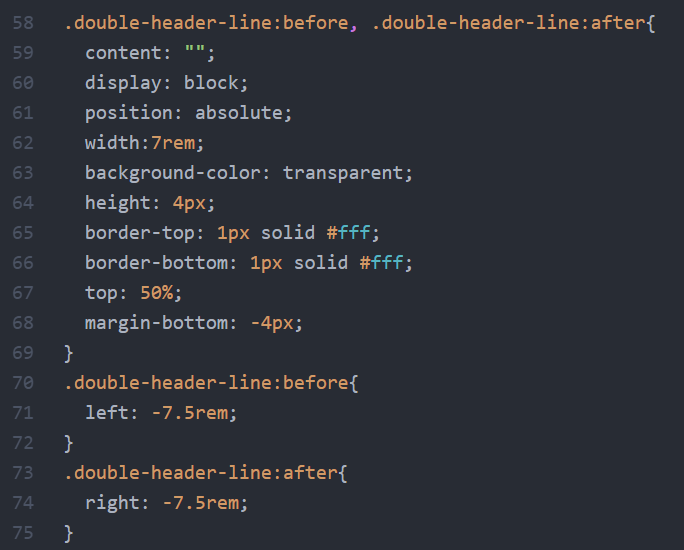 58 .double-header-line:before, .double-header-line:after{
59 content: "";
60 display: block;
61 position: absolute;
62 width:7rem;
63 background-color: transparent;
64 height: 4px;
65 border-top: 1px solid #fff;
66 border-bottom: 1px solid #fff;
67 top: 50%;
68 margin-bottom: -4px;
69 }
70 .double-header-line:before{
71 left: -7.5rem;
72 }
73 .double-header-line:after{
74 right: -7.5rem;
75 }